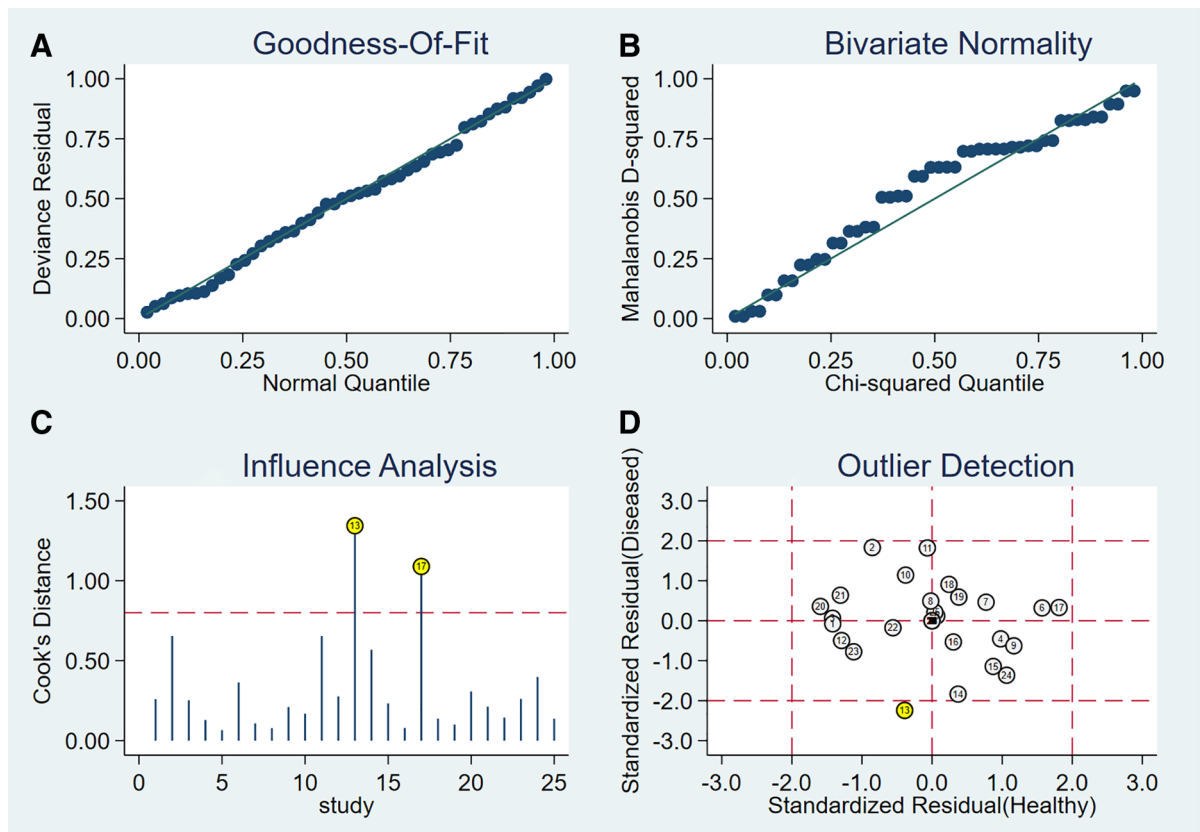 A
Goodness-Of-Fit
Deviance Residual
1.00
0.75
0.50
0.25
0.00
0.00 0.25 0.50 0.75 1.00
Normal Quantile
B
Bivariate Normality
Mahalanobis D-squared
1.00
0.75
0.50
0.25
0.00
0.00 0.25 0.50 0.75 1.00
Chi-squared Quantile
C
Influence Analysis
Cook's Distance
1.50
1.00
0.50
0.00
13
17
0 5 10 15 20 25
study
D
Outlier Detection
Standardized Residual(Diseased)
3.0
2.0
1.0
0.0
-1.0
-2.0
-3.0
2
11
10
18
21
8
19
7
20
6
17
1
22
12
23
16
4
9
15
24
14
13
-3.0 -2.0 -1.0 0.0 1.0 2.0 3.0
Standardized Residual(Healthy)